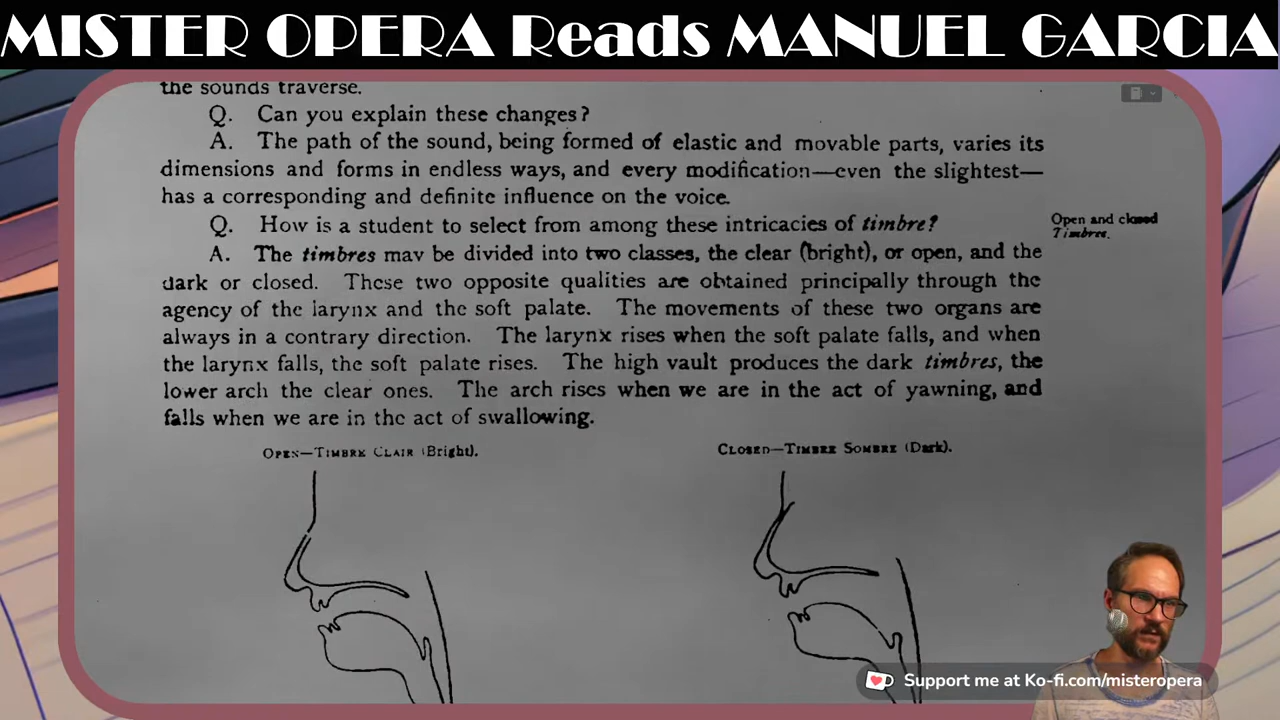 MISTER OPERA Reads MANUEL GARCIA
the sounds traverse.
Q. Can you explain these changes?
A. The path of the sound, being formed of elastic and movable parts, varies its
dimensions and forms in endless ways, and every modification—even the slightest—
has a corresponding and definite influence on the voice.
Q. How is a student to select from among these intricacies of timbre?
Open and closed
Timbres.
A. The timbres may be divided into two classes, the clear (bright), or open, and the
dark or closed. These two opposite qualities are obtained principally through the
agency of the larynx and the soft palate. The movements of these two organs are
always in a contrary direction. The larynx rises when the soft palate falls, and when
the larynx falls, the soft palate rises. The high vault produces the dark timbres, the
lower arch the clear ones. The arch rises when we are in the act of yawning, and
falls when we are in the act of swallowing.
OPEN—TIMBRE CLAIR (Bright).
CLOSED—TIMBRE SOMBRE (Dark).
Support me at Ko-fi.com/misteropera